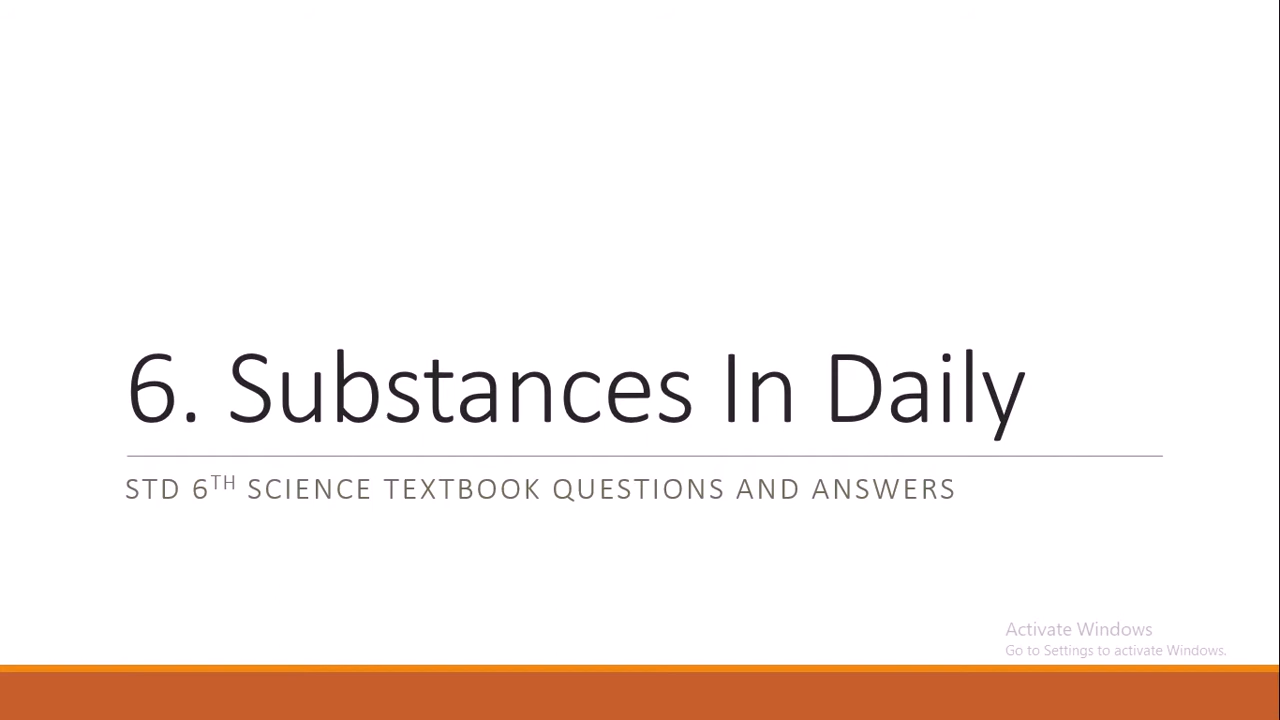 6. Substances In Daily
STD 6TH SCIENCE TEXTBOOK QUESTIONS AND ANSWERS
Activate Windows
Go to Settings to activate Windows.